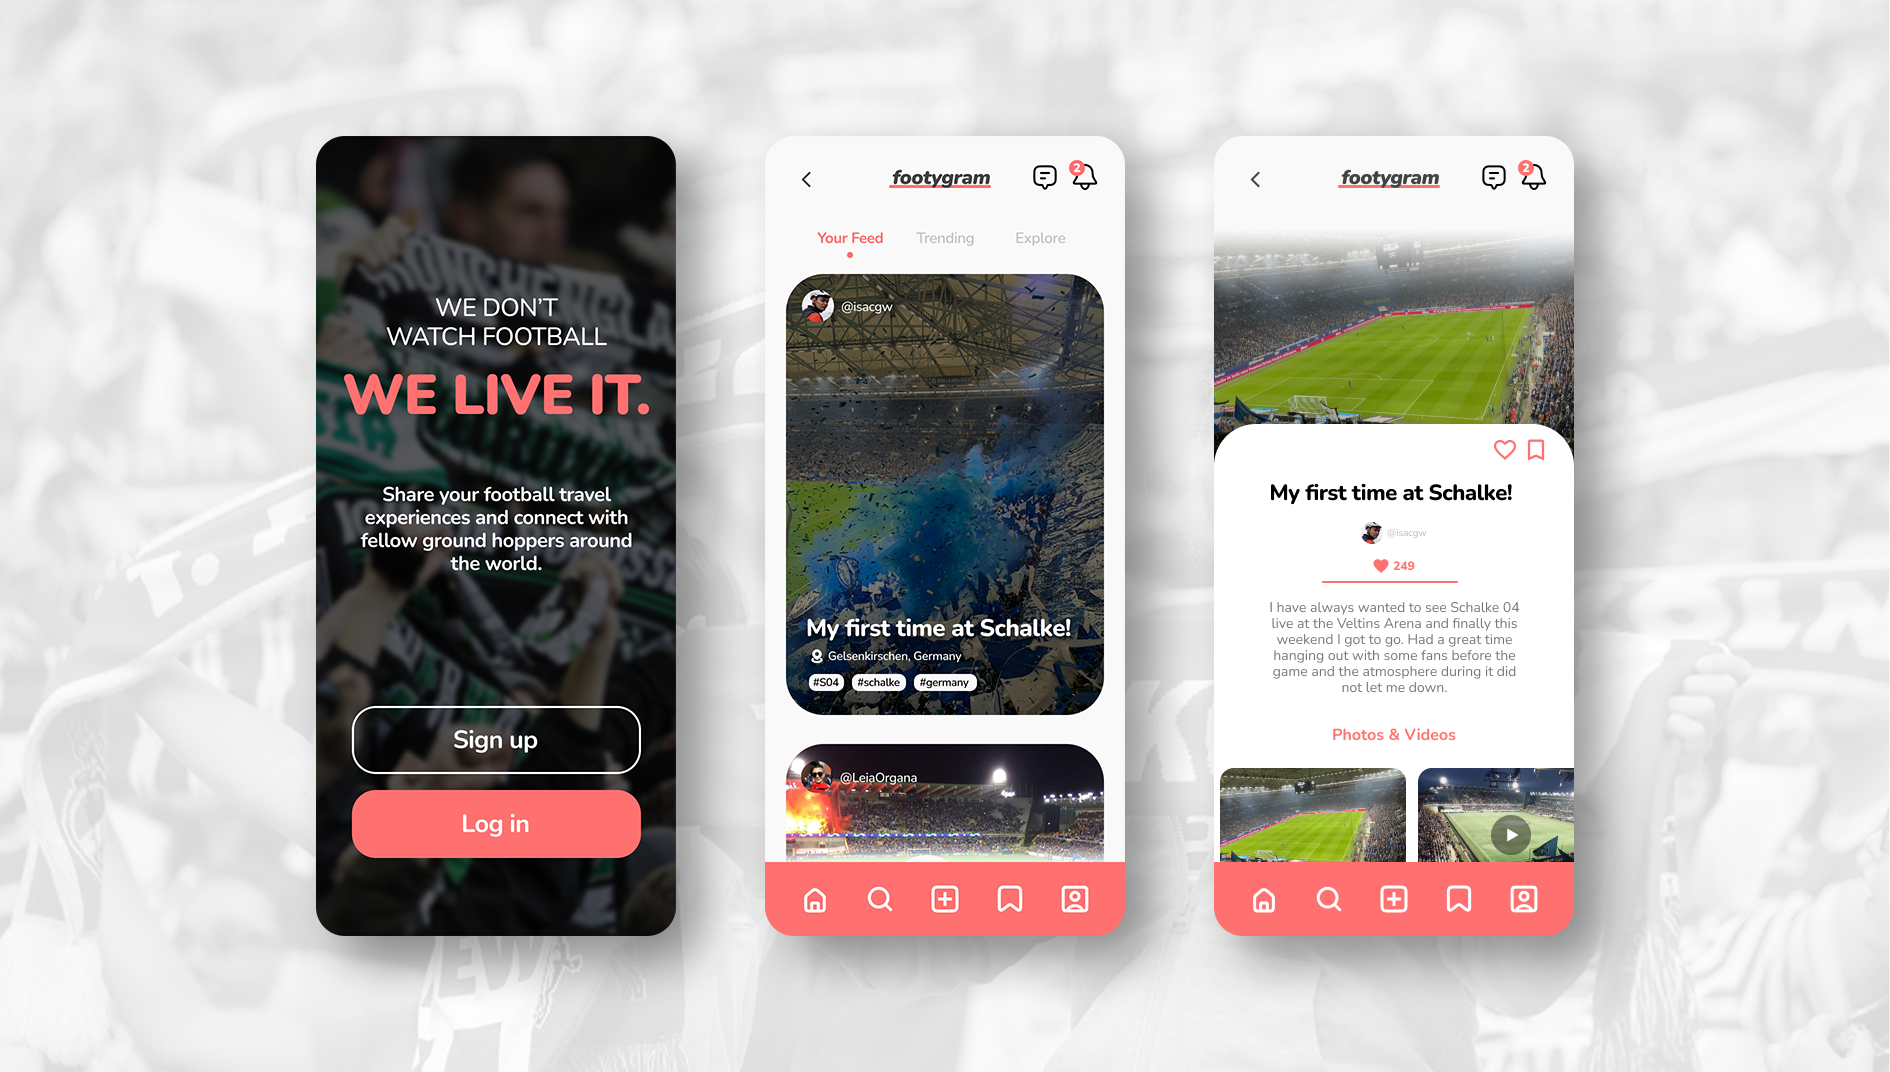 WE DON'T
WATCH FOOTBALL
WE LIVE IT.
Share your football travel
experiences and connect with
fellow ground hoppers around
the world.
Sign up
Log in
footygram
2
Your Feed
Trending
Explore
@isacgw
My first time at Schalke!
Gelsenkirschen, Germany
#S04
#schalke
#germany
@LeiaOrgana
footygram
2
My first time at Schalke!
@isacgw
249
I have always wanted to see Schalke 04
live at the Veltins Arena and finally this
weekend I got to go. Had a great time
hanging out with some fans before the
game and the atmosphere during it did
not let me down.
Photos & Videos